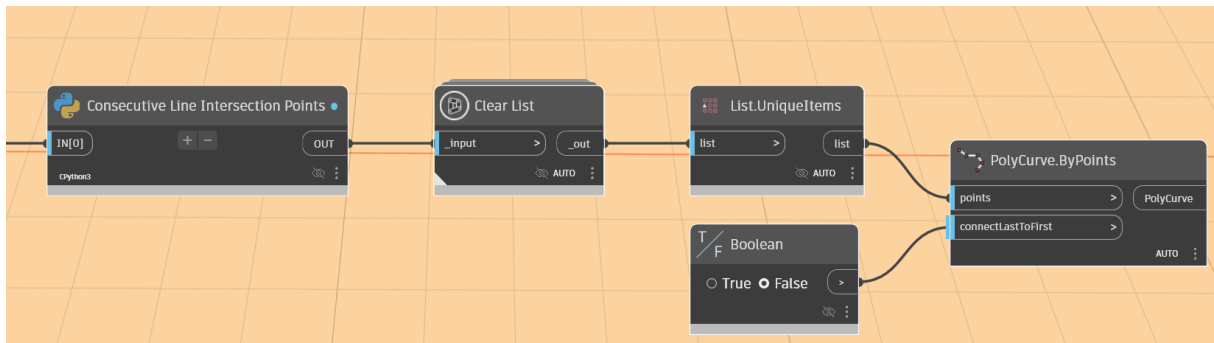 Consecutive Line Intersection Points
IN[0]
+ -
OUT
CPython3
Clear List
_input >
_out
AUTO
List.UniqueItems
list >
list
AUTO
T/F Boolean
True False
>
PolyCurve.ByPoints
points >
PolyCurve
connectLastToFirst >
AUTO